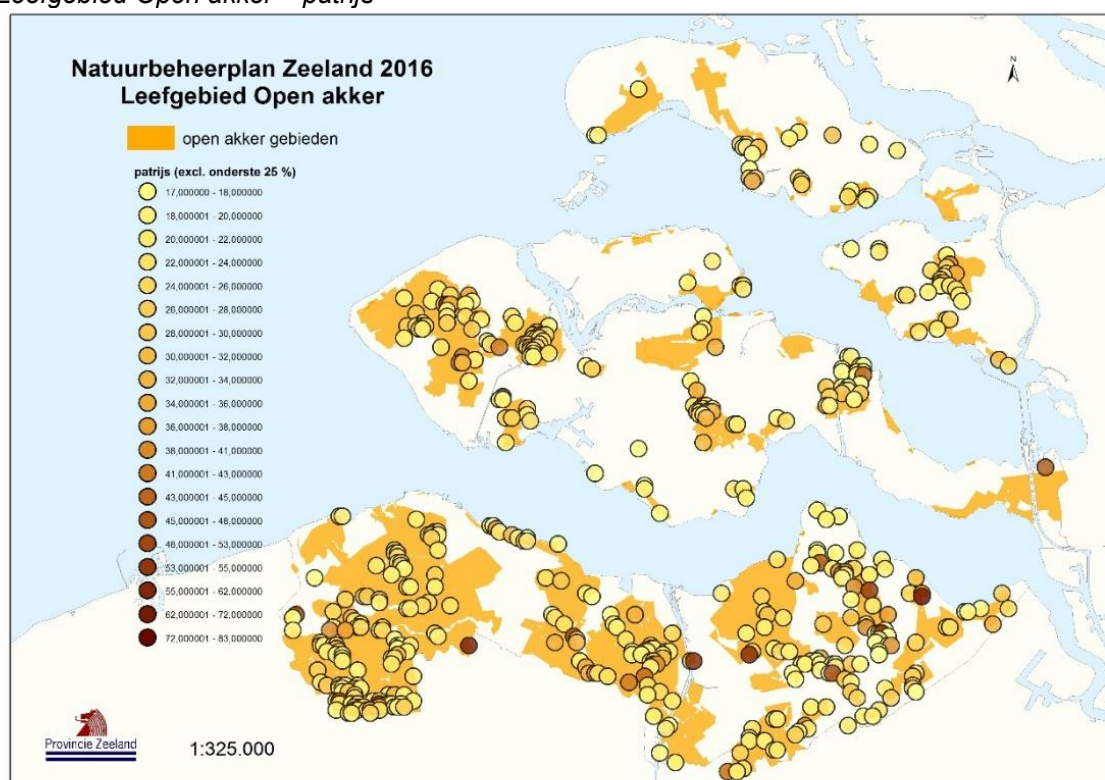 Leefgebied Open akker – patrijs
Natuurbeheerplan Zeeland 2016
Leefgebied Open akker
open akker gebieden
patrijs (excl. onderste 25 %)
17,000000 - 18,000000
18,000001 - 20,000000
20,000001 - 22,000000
22,000001 - 24,000000
24,000001 - 26,000000
26,000001 - 28,000000
28,000001 - 30,000000
30,000001 - 32,000000
32,000001 - 34,000000
34,000001 - 36,000000
36,000001 - 38,000000
38,000001 - 41,000000
41,000001 - 43,000000
43,000001 - 45,000000
45,000001 - 48,000000
48,000001 - 53,000000
53,000001 - 55,000000
55,000001 - 62,000000
62,000001 - 72,000000
72,000001 - 83,000000
N
Provincie Zeeland
1:325.000